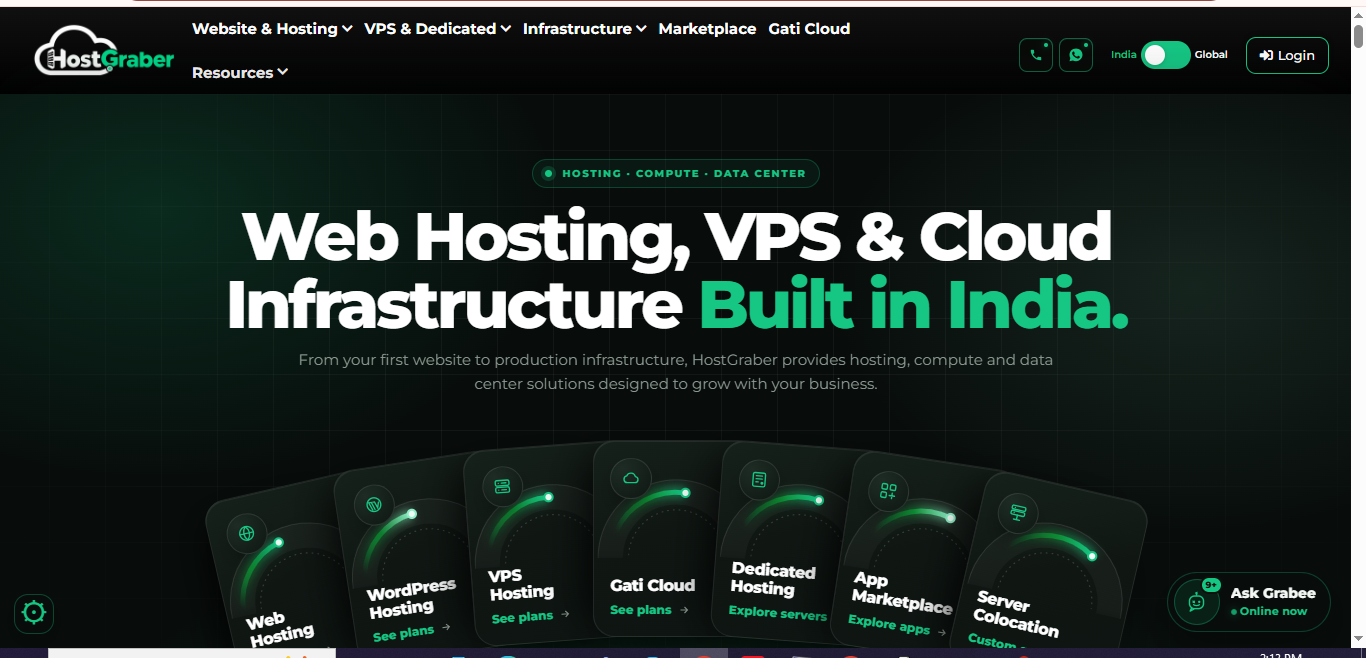 HostGraber
Website & Hosting
VPS & Dedicated
Infrastructure
Marketplace
Gati Cloud
Resources
India
Global
Login
HOSTING · COMPUTE · DATA CENTER
Web Hosting, VPS & Cloud
Infrastructure Built in India.
From your first website to production infrastructure, HostGraber provides hosting, compute and data
center solutions designed to grow with your business.
Web
Hosting
WordPress
Hosting
See plans →
VPS
Hosting
See plans →
Gati Cloud
See plans →
Dedicated
Hosting
Explore servers
App
Marketplace
Explore apps →
Server
Colocation
Custom
9+
Ask Grabee
Online now